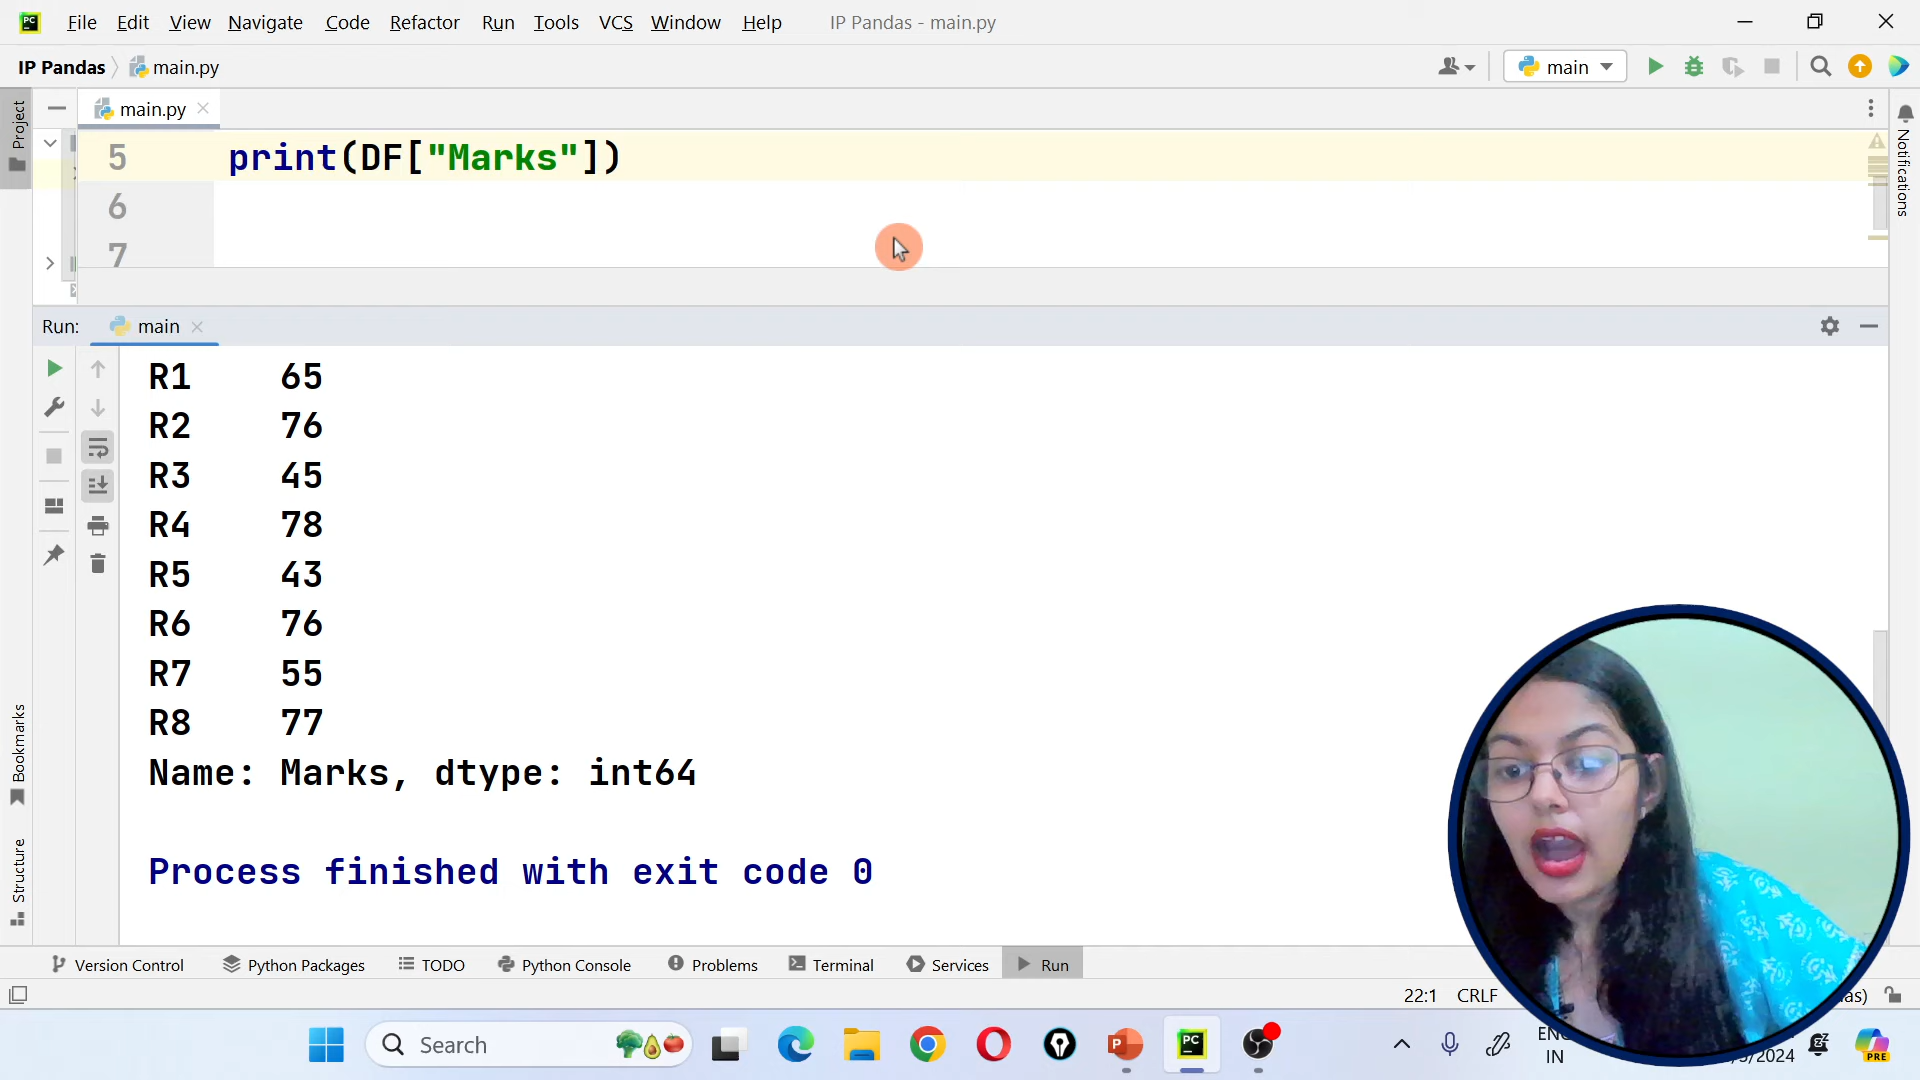 File Edit View Navigate Code Refactor Run Tools VCS Window Help IP Pandas - main.py
IP Pandas main.py main
Project
main.py
Notifications
5 print(DF["Marks"])
6
7
Run: main
R1 65
R2 76
R3 45
R4 78
R5 43
R6 76
R7 55
R8 77
Name: Marks, dtype: int64
Process finished with exit code 0
Bookmarks
Structure
Version Control Python Packages TODO Python Console Problems Terminal Services Run
22:1 CRLF
Search
IN
PC
PRE